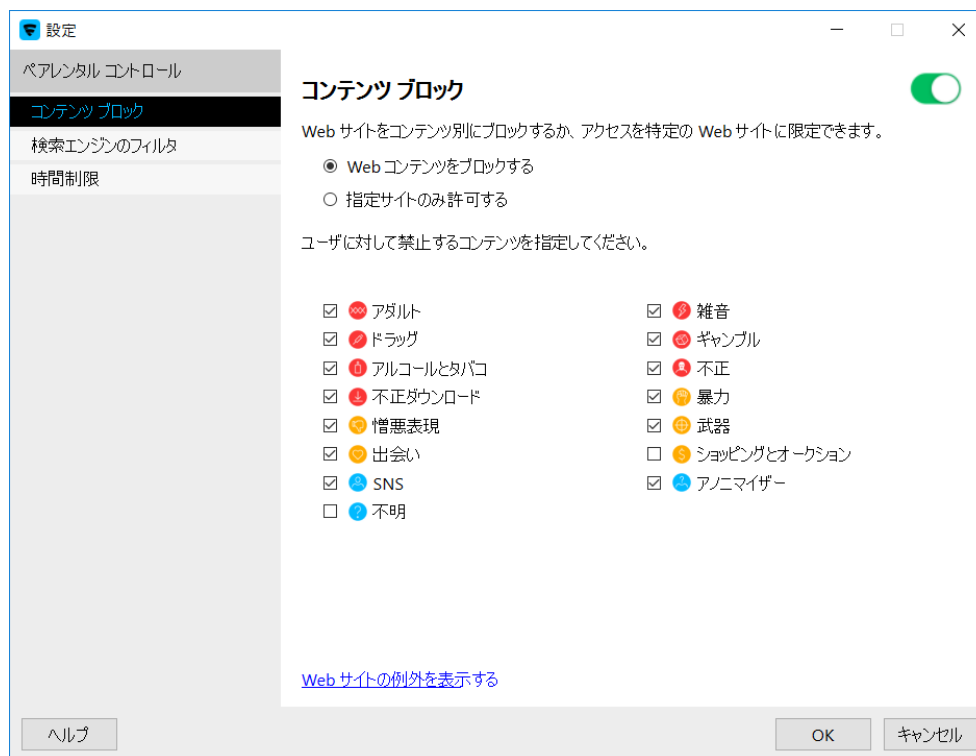 設定
ペアレンタル コントロール
コンテンツ ブロック
検索エンジンのフィルタ
時間制限
コンテンツ ブロック
Web サイトをコンテンツ別にブロックするか、アクセスを特定の Web サイトに限定できます。
Web コンテンツをブロックする
指定サイトのみ許可する
ユーザに対して禁止するコンテンツを指定してください。
アダルト
雑音
ドラッグ
ギャンブル
アルコールとタバコ
不正
不正ダウンロード
暴力
憎悪表現
武器
出会い
ショッピングとオークション
SNS
アノニマイザー
不明
Web サイトの例外を表示する
ヘルプ
OK
キャンセル